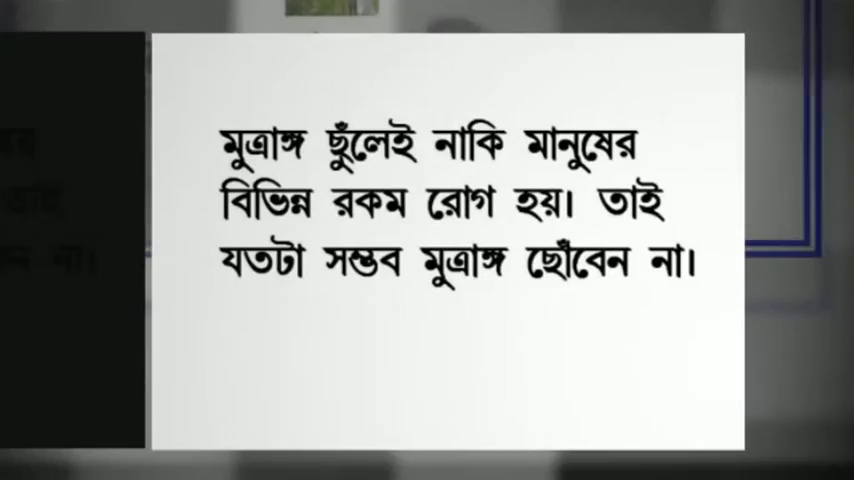 মুত্রাঙ্গ ছুঁলেই নাকি মানুষের
বিভিন্ন রকম রোগ হয়। তাই
যতটা সম্ভব মুত্রাঙ্গ ছোঁবেন না।